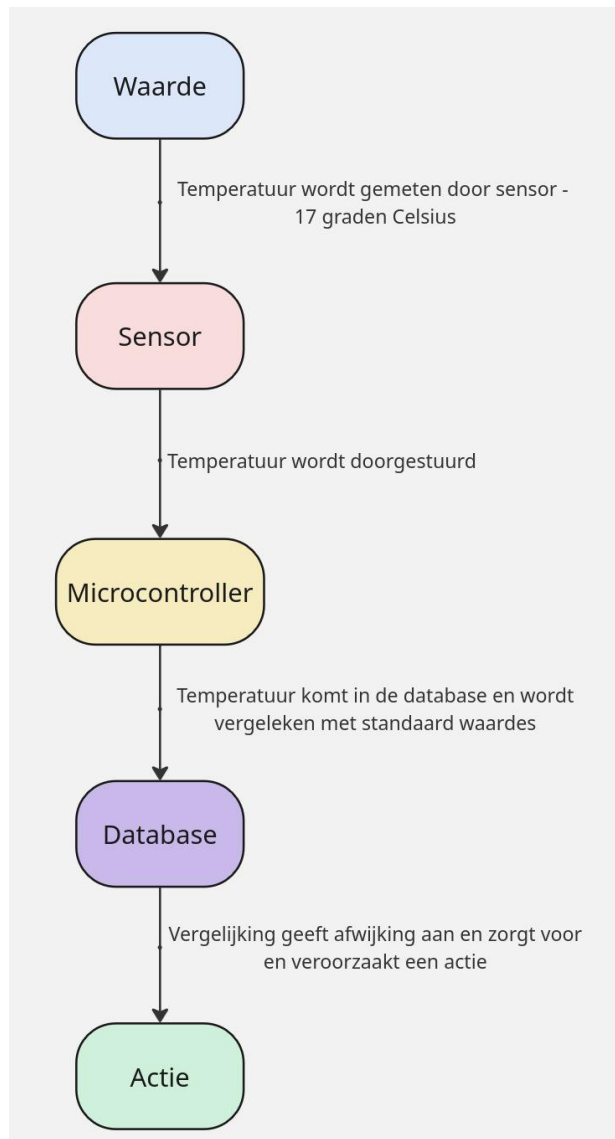 Waarde
Temperatuur wordt gemeten door sensor -
17 graden Celsius
Sensor
Temperatuur wordt doorgestuurd
Microcontroller
Temperatuur komt in de database en wordt
vergeleken met standaard waardes
Database
Vergelijking geeft afwijking aan en zorgt voor
en veroorzaakt een actie
Actie